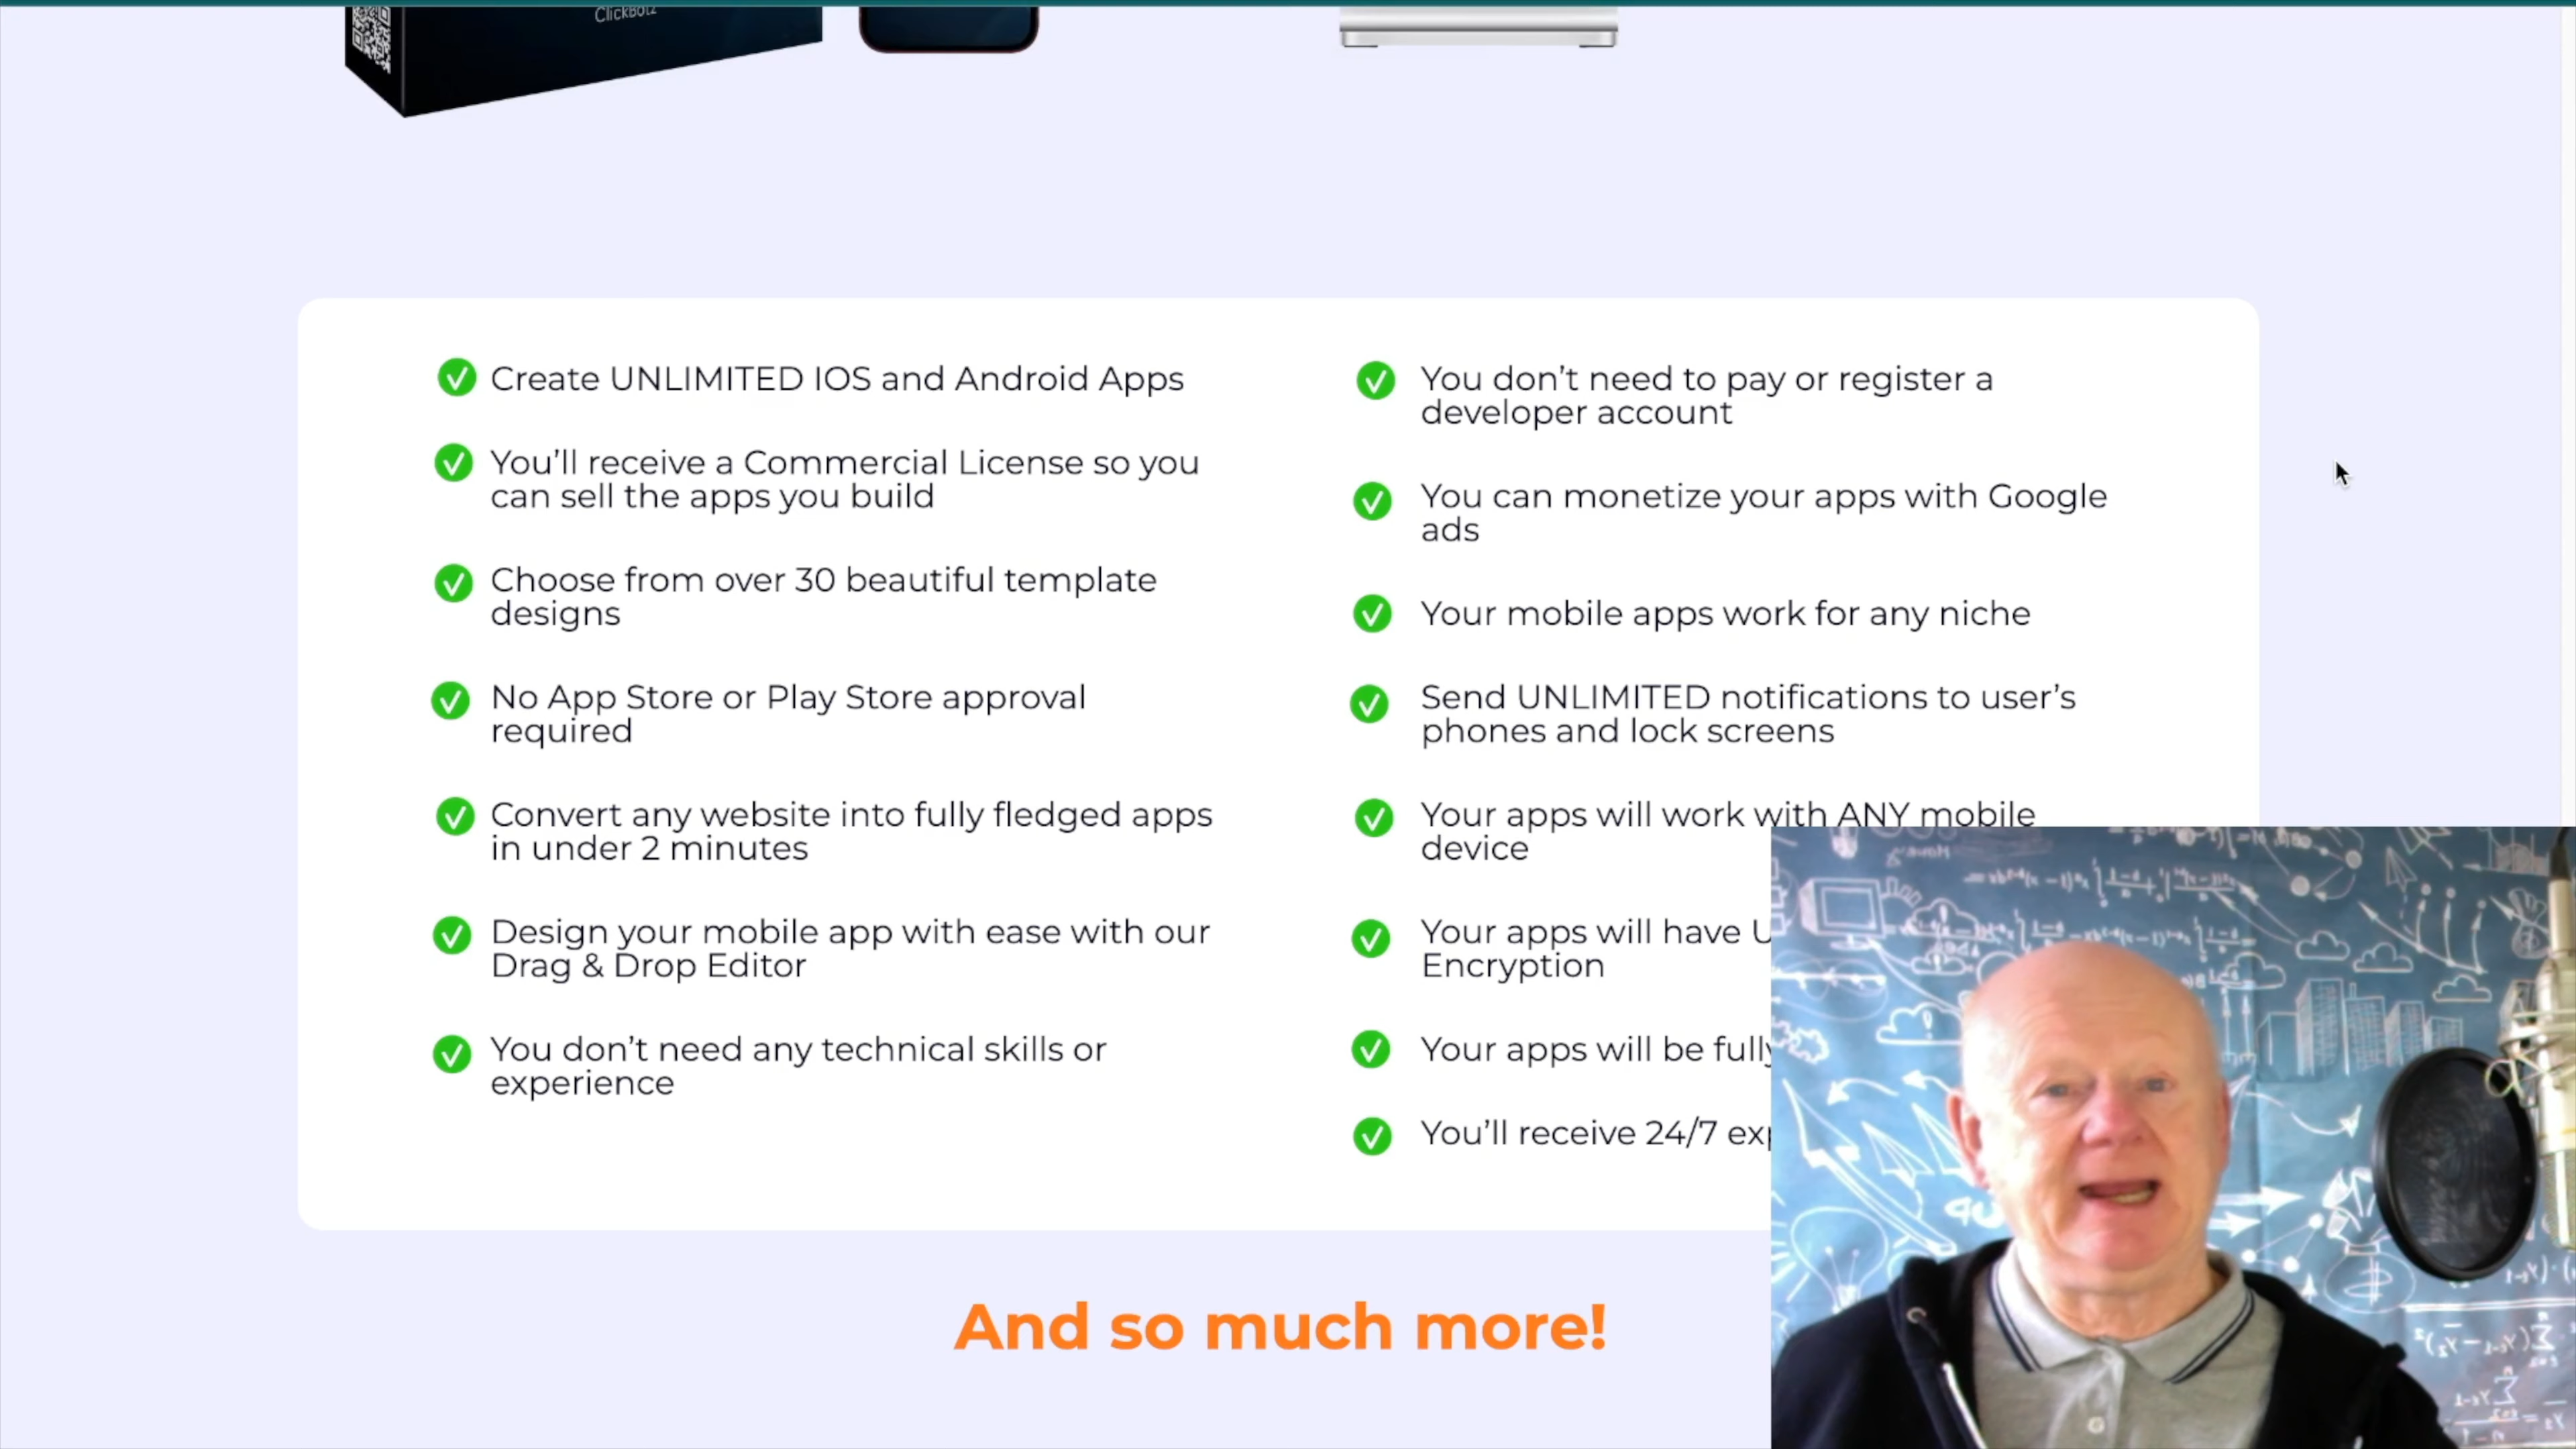 ClickBotz
Create UNLIMITED IOS and Android Apps
You'll receive a Commercial License so you
can sell the apps you build
Choose from over 30 beautiful template
designs
No App Store or Play Store approval
required
Convert any website into fully fledged apps
in under 2 minutes
Design your mobile app with ease with our
Drag & Drop Editor
You don't need any technical skills or
experience
You don't need to pay or register a
developer account
You can monetize your apps with Google
ads
Your mobile apps work for any niche
Send UNLIMITED notifications to user's
phones and lock screens
Your apps will work with ANY mobile
device
Your apps will have
Encryption
Your apps will be fully
You'll receive 24/7
And so much more!